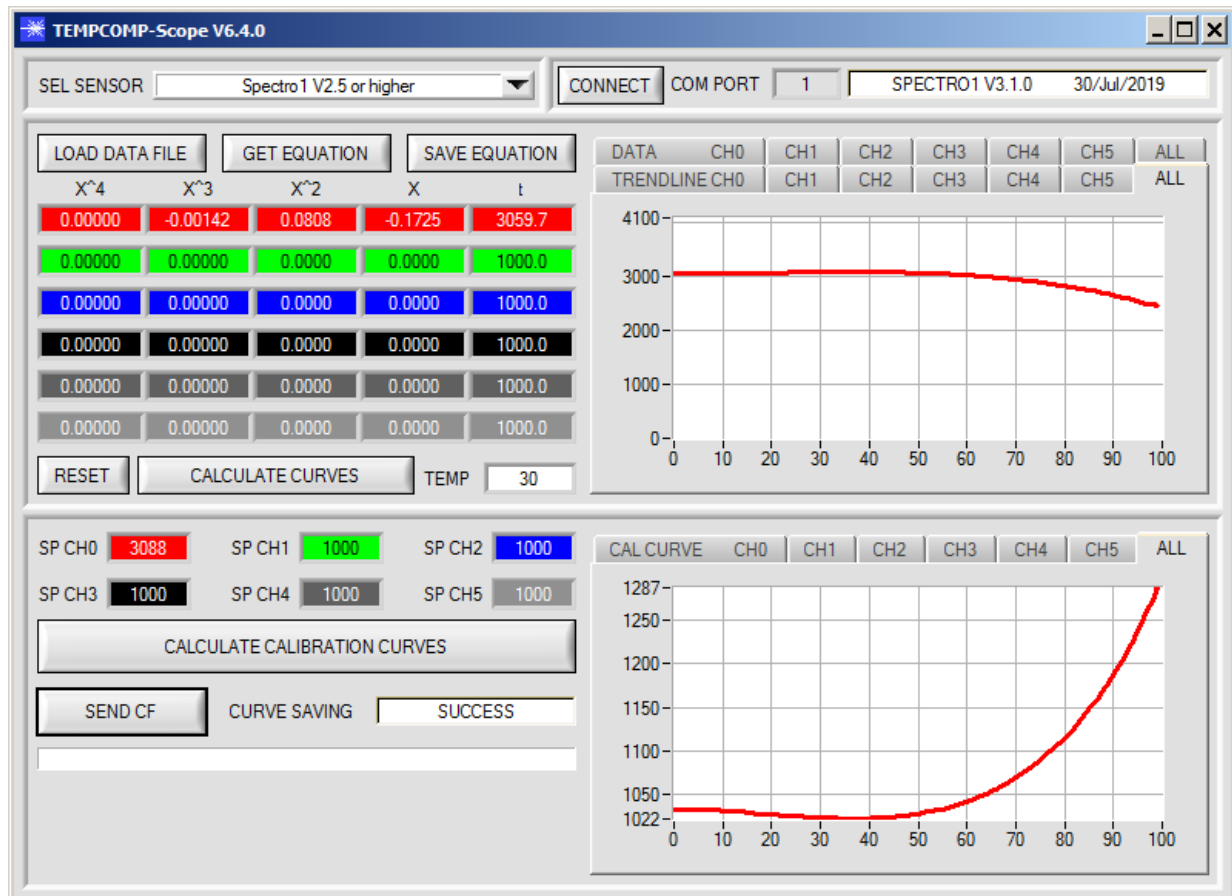 TEMPCOMP-Scope V6.4.0
SEL SENSOR Spectro1 V2.5 or higher
CONNECT COM PORT 1 SPECTRO1 V3.1.0 30/Jul/2019
LOAD DATA FILE GET EQUATION SAVE EQUATION
X^4 X^3 X^2 X t
0.00000 -0.00142 0.0808 -0.1725 3059.7
0.00000 0.00000 0.0000 0.0000 1000.0
0.00000 0.00000 0.0000 0.0000 1000.0
0.00000 0.00000 0.0000 0.0000 1000.0
0.00000 0.00000 0.0000 0.0000 1000.0
0.00000 0.00000 0.0000 0.0000 1000.0
RESET CALCULATE CURVES TEMP 30
DATA CH0 CH1 CH2 CH3 CH4 CH5 ALL
TRENDLINE CH0 CH1 CH2 CH3 CH4 CH5 ALL
4100
3000
2000
1000
0
0 10 20 30 40 50 60 70 80 90 100
SP CH0 3088 SP CH1 1000 SP CH2 1000
SP CH3 1000 SP CH4 1000 SP CH5 1000
CALCULATE CALIBRATION CURVES
SEND CF CURVE SAVING SUCCESS
CAL CURVE CH0 CH1 CH2 CH3 CH4 CH5 ALL
1287
1250
1200
1150
1100
1050
1022
0 10 20 30 40 50 60 70 80 90 100